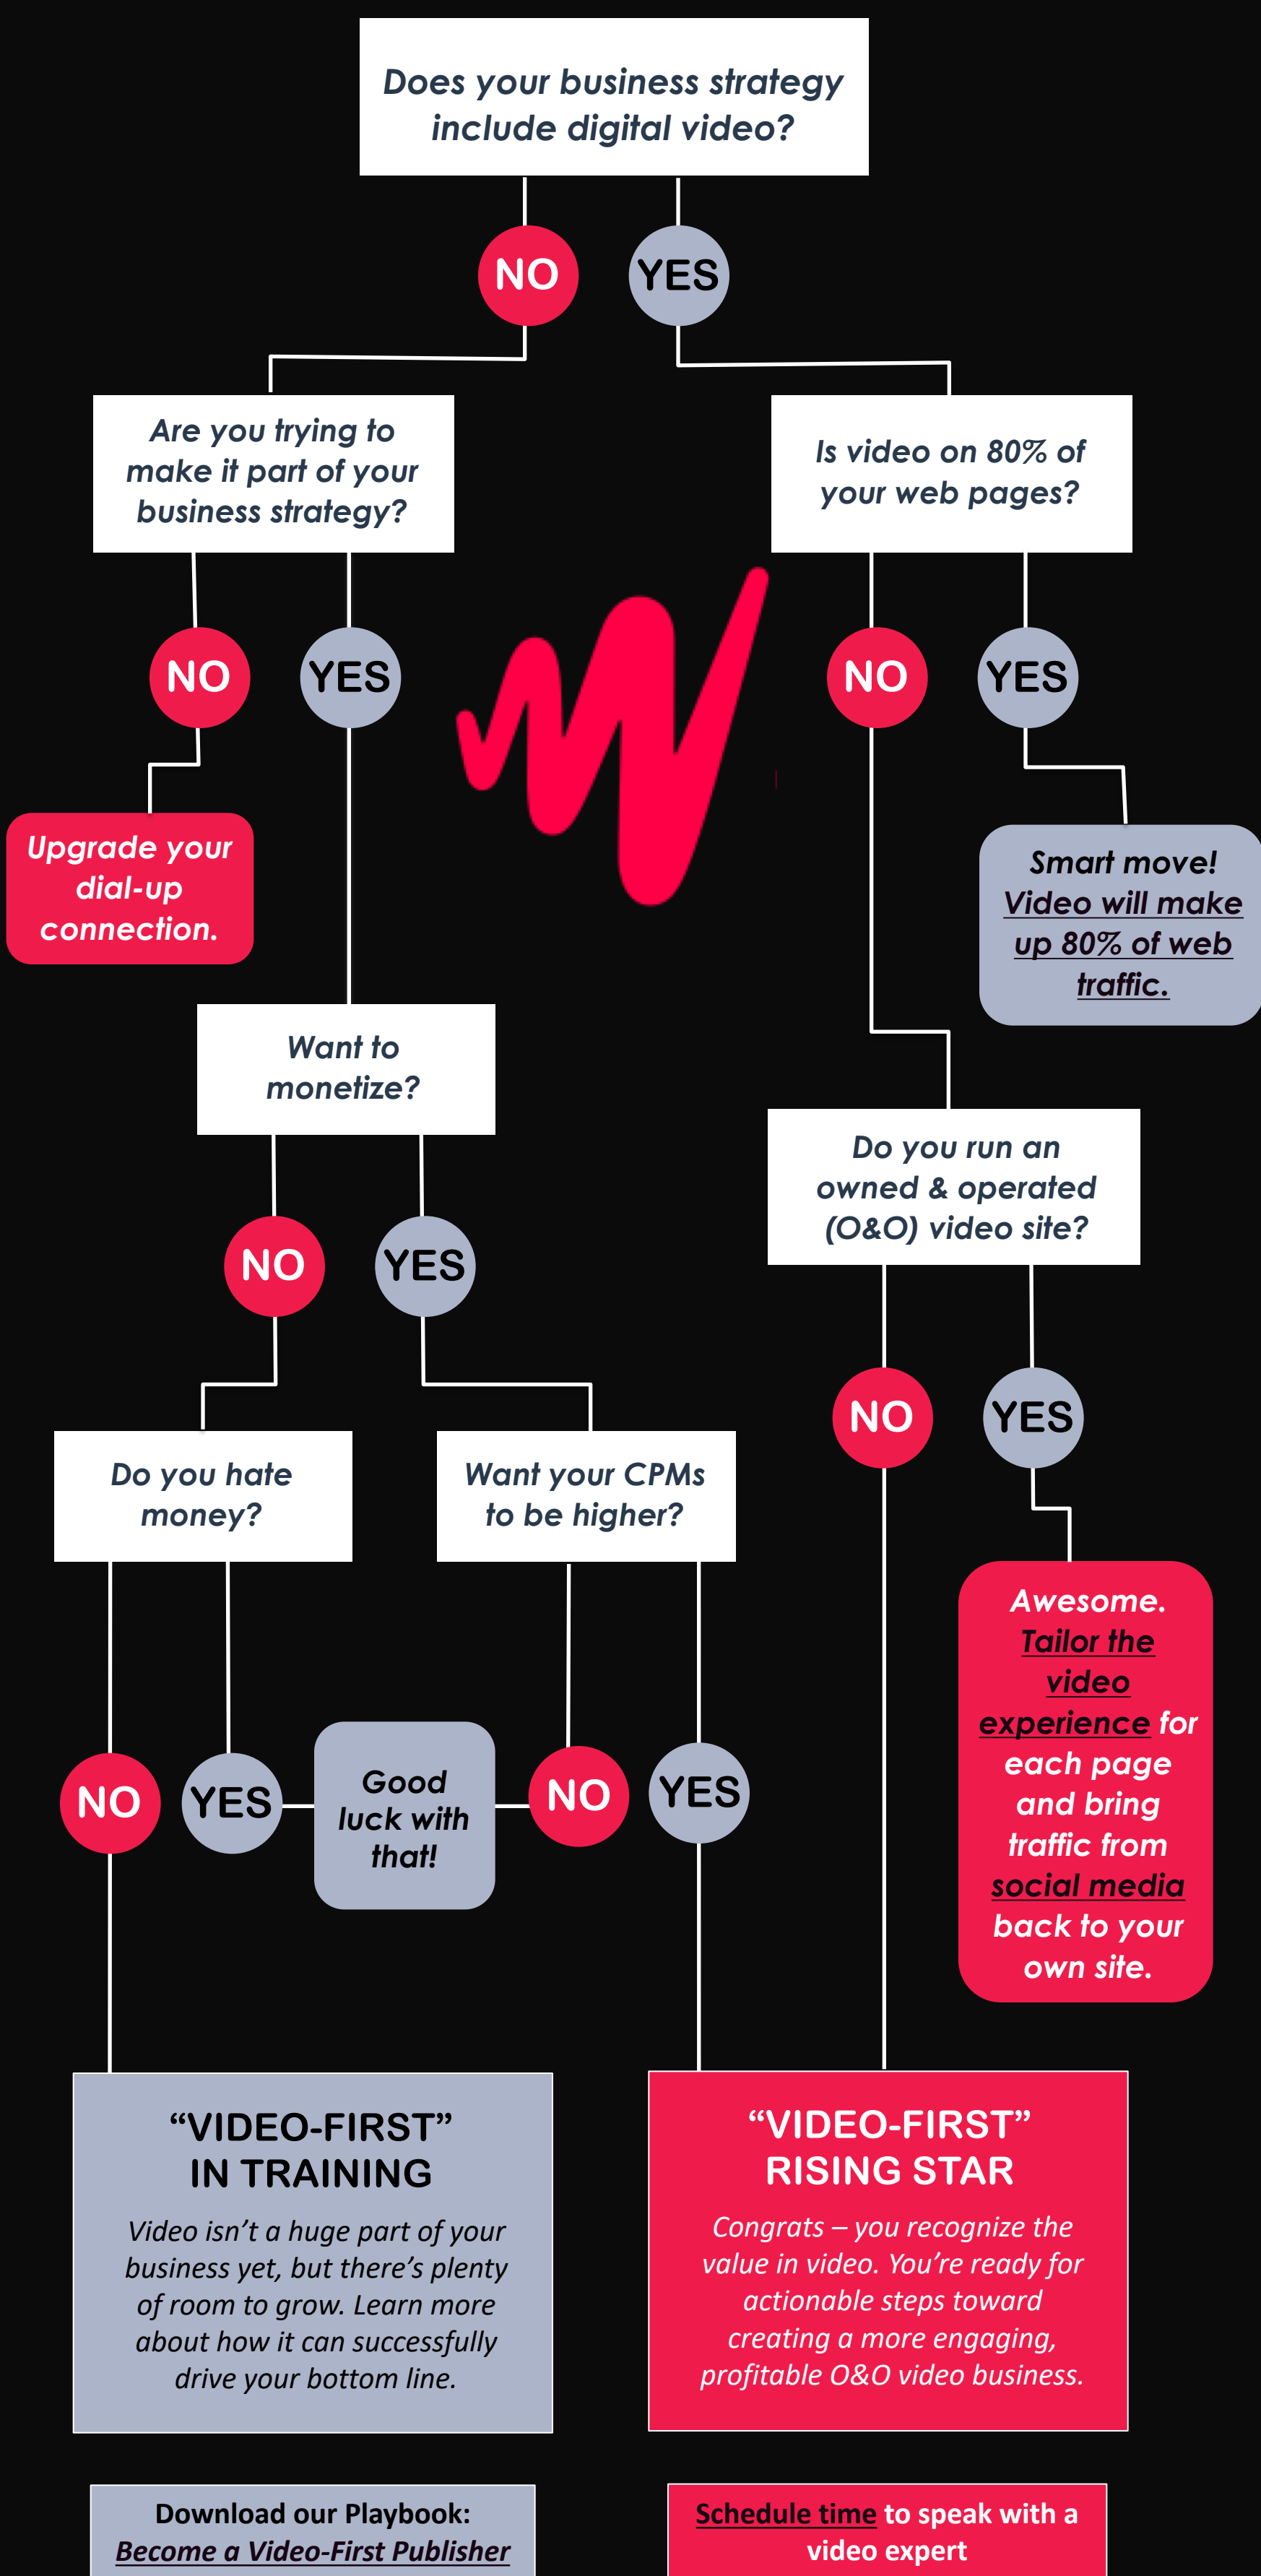 Does your business strategy
include digital video?
NO
YES
Are you trying to
make it part of your
business strategy?
Is video on 80% of
your web pages?
NO
YES
NO
YES
Upgrade your
dial-up
connection.
Smart move!
Video will make
up 80% of web
traffic.
Want to
monetize?
Do you run an
owned & operated
(O&O) video site?
NO
YES
NO
YES
Do you hate
money?
Want your CPMs
to be higher?
Awesome.
Tailor the
video
experience for
each page
and bring
traffic from
social media
back to your
own site.
NO
YES
Good
luck with
that!
NO
YES
“VIDEO-FIRST”
IN TRAINING
Video isn’t a huge part of your
business yet, but there’s plenty
of room to grow. Learn more
about how it can successfully
drive your bottom line.
“VIDEO-FIRST”
RISING STAR
Congrats – you recognize the
value in video. You’re ready for
actionable steps toward
creating a more engaging,
profitable O&O video business.
Download our Playbook:
Become a Video-First Publisher
Schedule time to speak with a
video expert